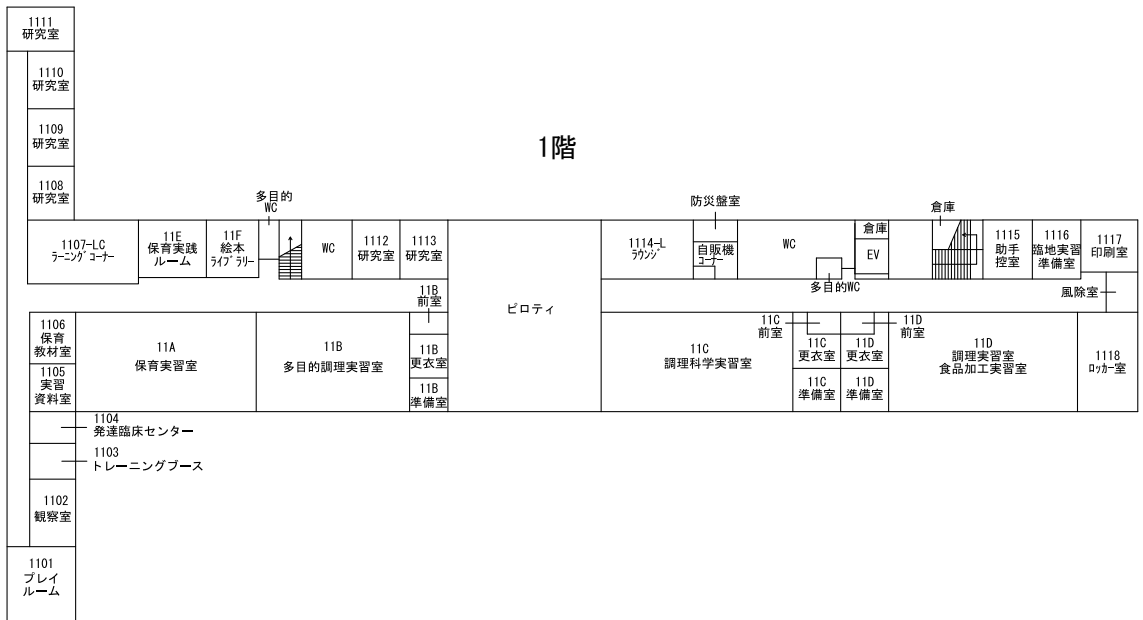 1階
1111
研究室
1110
研究室
1109
研究室
1108
研究室
1107-LC
ラーニングコーナー
11E
保育実践
ルーム
11F
絵本
ライブラリー
多目的
WC
WC
1112
研究室
1113
研究室
11B
前室
ピロティ
1114-L
ラウンジ
防災盤室
自販機
コーナー
WC
多目的WC
倉庫
EV
倉庫
1115
助手
控室
1116
臨地実習
準備室
1117
印刷室
風除室
1106
保育
教材室
1105
実習
資料室
11A
保育実習室
11B
多目的調理実習室
11B
更衣室
11B
準備室
11C
調理科学実習室
11C
前室
11C
更衣室
11C
準備室
11D
前室
11D
更衣室
11D
準備室
11D
調理実習室
食品加工実習室
1118
ロッカー室
1104
発達臨床センター
1103
トレーニングブース
1102
観察室
1101
プレイ
ルーム